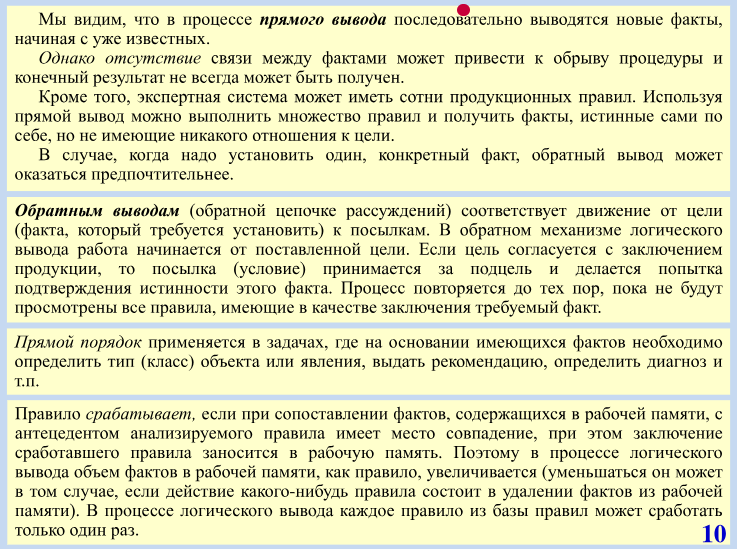 Мы видим, что в процессе прямого вывода последовательно выводятся новые факты,
начиная с уже известных.
Однако отсутствие связи между фактами может привести к обрыву процедуры и
конечный результат не всегда может быть получен.
Кроме того, экспертная система может иметь сотни продукционных правил. Используя
прямой вывод можно выполнить множество правил и получить факты, истинные сами по
себе, но не имеющие никакого отношения к цели.
В случае, когда надо установить один, конкретный факт, обратный вывод может
оказаться предпочтительнее.
Обратным выводам (обратной цепочке рассуждений) соответствует движение от цели
(факта, который требуется установить) к посылкам. В обратном механизме логического
вывода работа начинается от поставленной цели. Если цель согласуется с заключением
продукции, то посылка (условие) принимается за подцель и делается попытка
подтверждения истинности этого факта. Процесс повторяется до тех пор, пока не будут
просмотрены все правила, имеющие в качестве заключения требуемый факт.
Прямой порядок применяется в задачах, где на основании имеющихся фактов необходимо
определить тип (класс) объекта или явления, выдать рекомендацию, определить диагноз и
т.п.
Правило срабатывает, если при сопоставлении фактов, содержащихся в рабочей памяти, с
антецедентом анализируемого правила имеет место совпадение, при этом заключение
сработавшего правила заносится в рабочую память. Поэтому в процессе логического
вывода объем фактов в рабочей памяти, как правило, увеличивается (уменьшаться он может
в том случае, если действие какого-нибудь правила состоит в удалении фактов из рабочей
памяти). В процессе логического вывода каждое правило из базы правил может сработать
только один раз.
10